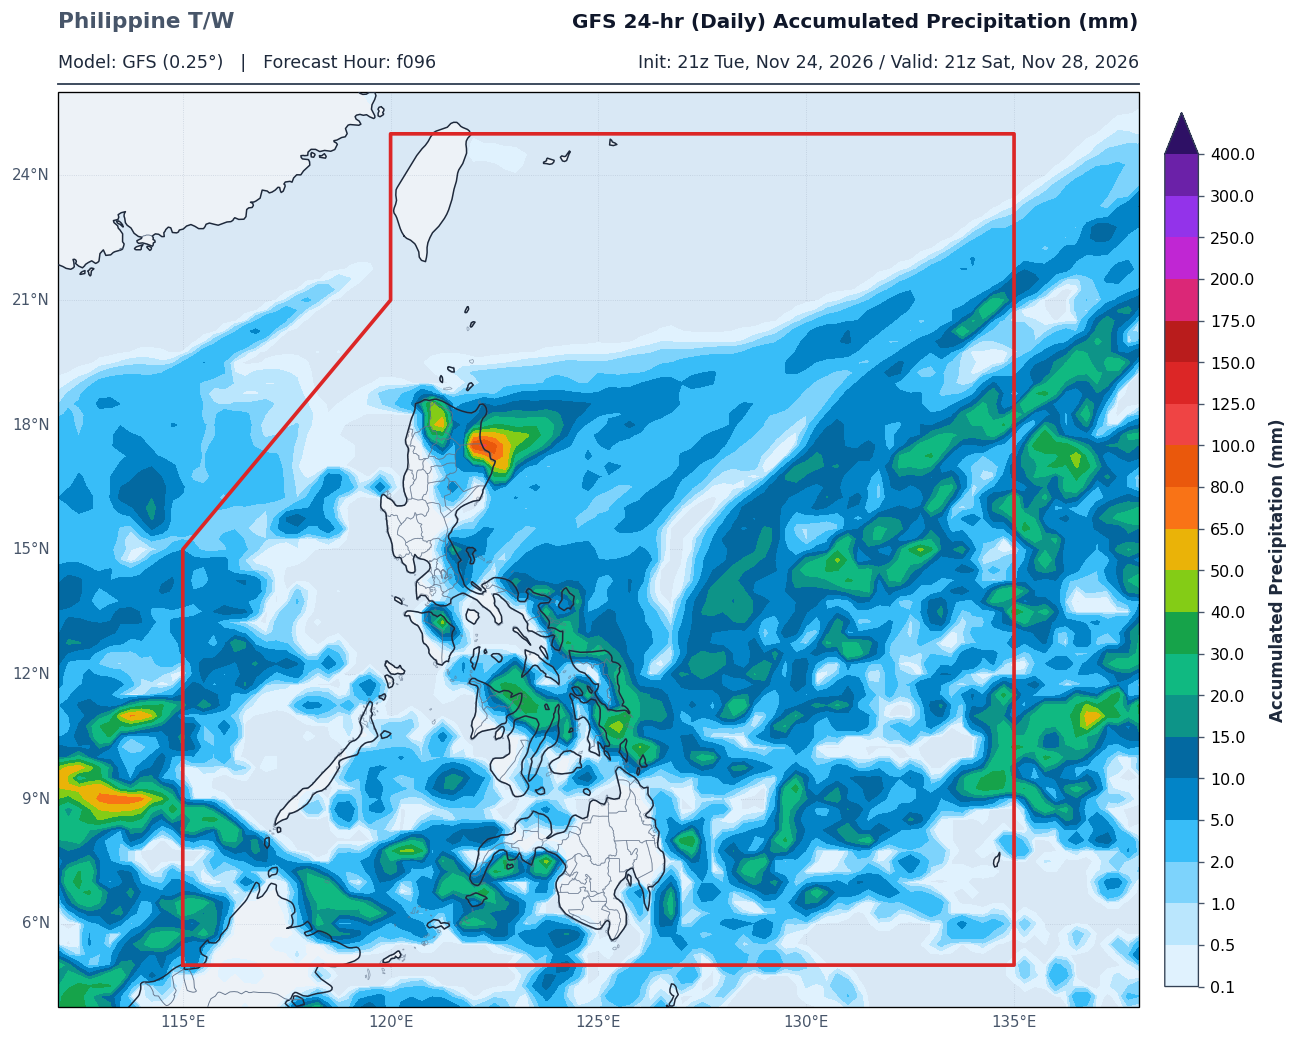 Philippine T/W
GFS 24-hr (Daily) Accumulated Precipitation (mm)
Model: GFS (0.25°) | Forecast Hour: f096
Init: 21z Tue, Nov 24, 2026 / Valid: 21z Sat, Nov 28, 2026
24°N
21°N
18°N
15°N
12°N
9°N
6°N
115°E
120°E
125°E
130°E
135°E
400.0
300.0
250.0
200.0
175.0
150.0
125.0
100.0
80.0
65.0
50.0
40.0
30.0
20.0
15.0
10.0
5.0
2.0
1.0
0.5
0.1
Accumulated Precipitation (mm)